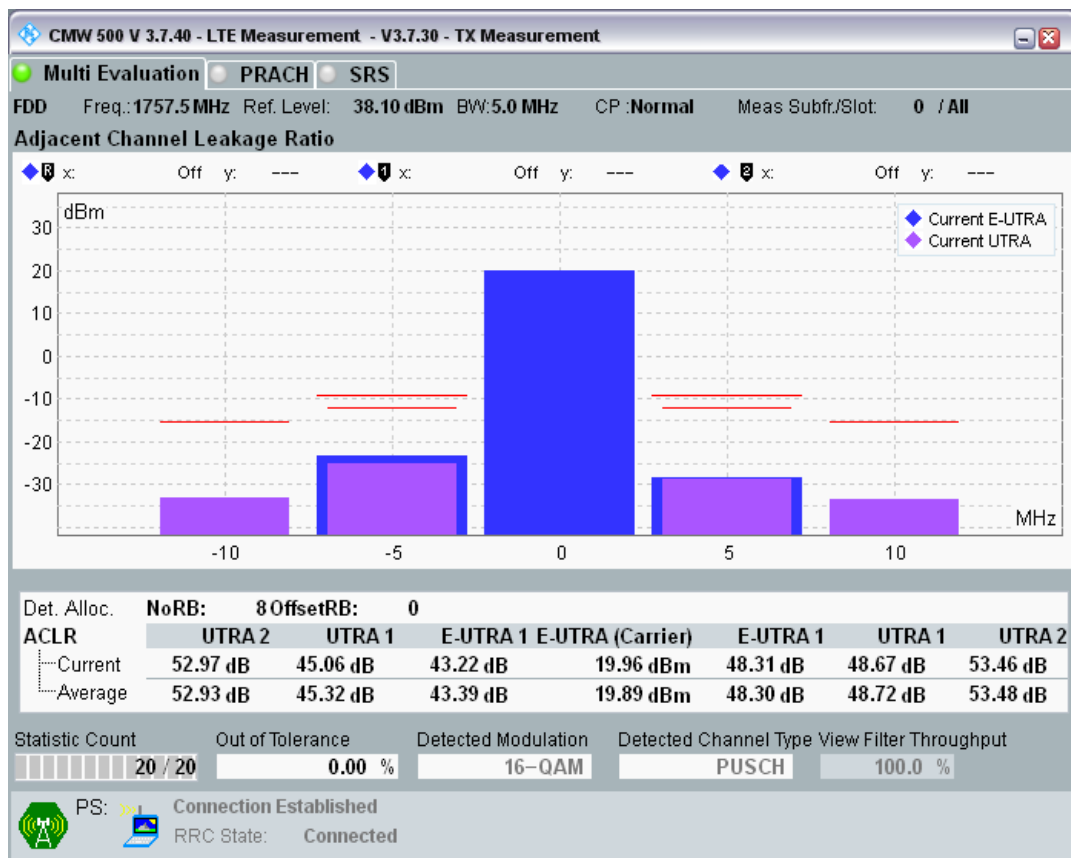 CMW 500 V 3.7.40 - LTE Measurement - V3.7.30 - TX Measurement
Multi Evaluation PRACH SRS
FDD Freq.: 1757.5 MHz Ref. Level: 38.10 dBm BW: 5.0 MHz CP : Normal Meas Subfr./Slot: 0 / All
Adjacent Channel Leakage Ratio
R x: Off y: --- 1 x: Off y: --- 2 x: Off y: ---
dBm
Current E-UTRA
Current UTRA
30
20
10
0
-10
-20
-30
MHz
-10 -5 0 5 10
Det. Alloc. NoRB: 8 OffsetRB: 0
ACLR UTRA 2 UTRA 1 E-UTRA 1 E-UTRA (Carrier) E-UTRA 1 UTRA 1 UTRA 2
Current 52.97 dB 45.06 dB 43.22 dB 19.96 dBm 48.31 dB 48.67 dB 53.46 dB
Average 52.93 dB 45.32 dB 43.39 dB 19.89 dBm 48.30 dB 48.72 dB 53.48 dB
Statistic Count Out of Tolerance Detected Modulation Detected Channel Type View Filter Throughput
20 / 20 0.00 % 16-QAM PUSCH 100.0 %
PS: Connection Established
RRC State: Connected